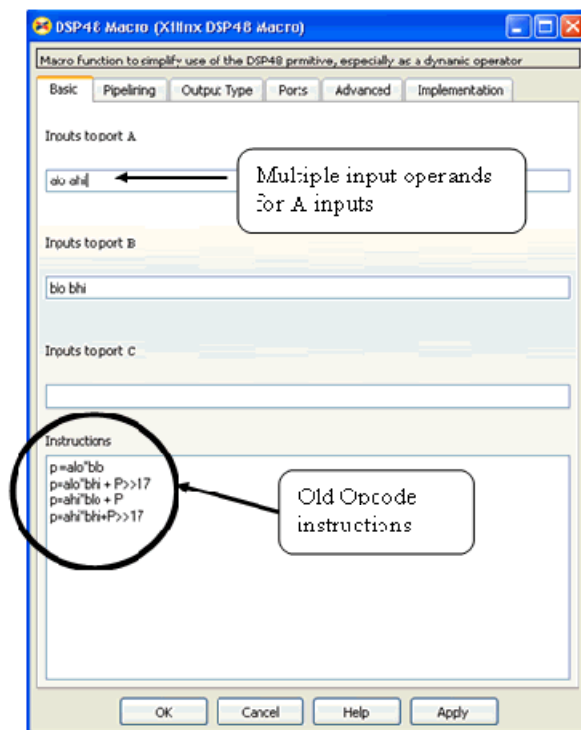 DSP48 Macro (Xilinx DSP48 Macro)
Macro function to simplify use of the DSP48 prmitive, especially as a dynanic operator
Basic Pipelining Output Type Ports Advanced Implementation
Inputs to port A
alo ahi
Multiple input operands
for A inputs
Inputs to port B
blo bhi
Inputs to port C
Instructions
p=alo*blo
p=alo*bhi + P>>17
p=ahi*blo + P
p=ahi*bhi+P>>17
Old Opcode
instructions
OK Cancel Help Apply